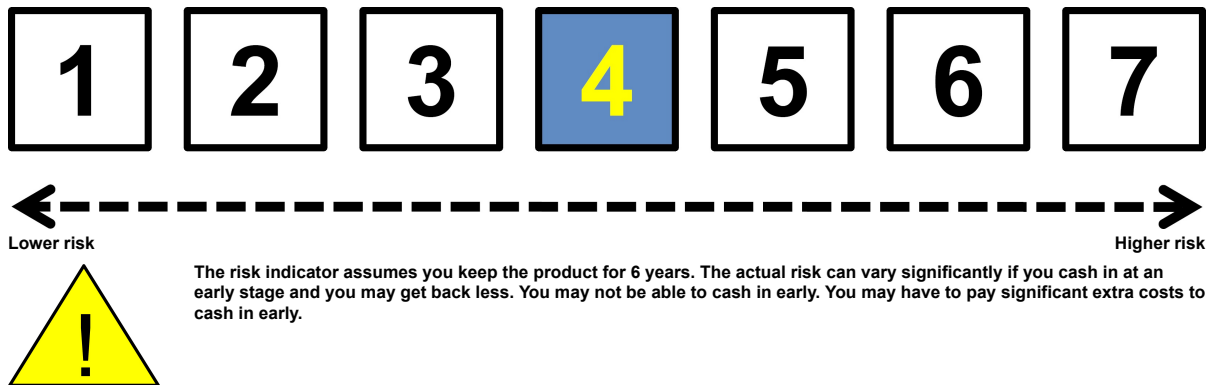 1 2 3 4 5 6 7
Lower risk Higher risk
The risk indicator assumes you keep the product for 6 years. The actual risk can vary significantly if you cash in at an
early stage and you may get back less. You may not be able to cash in early. You may have to pay significant extra costs to
cash in early.
!